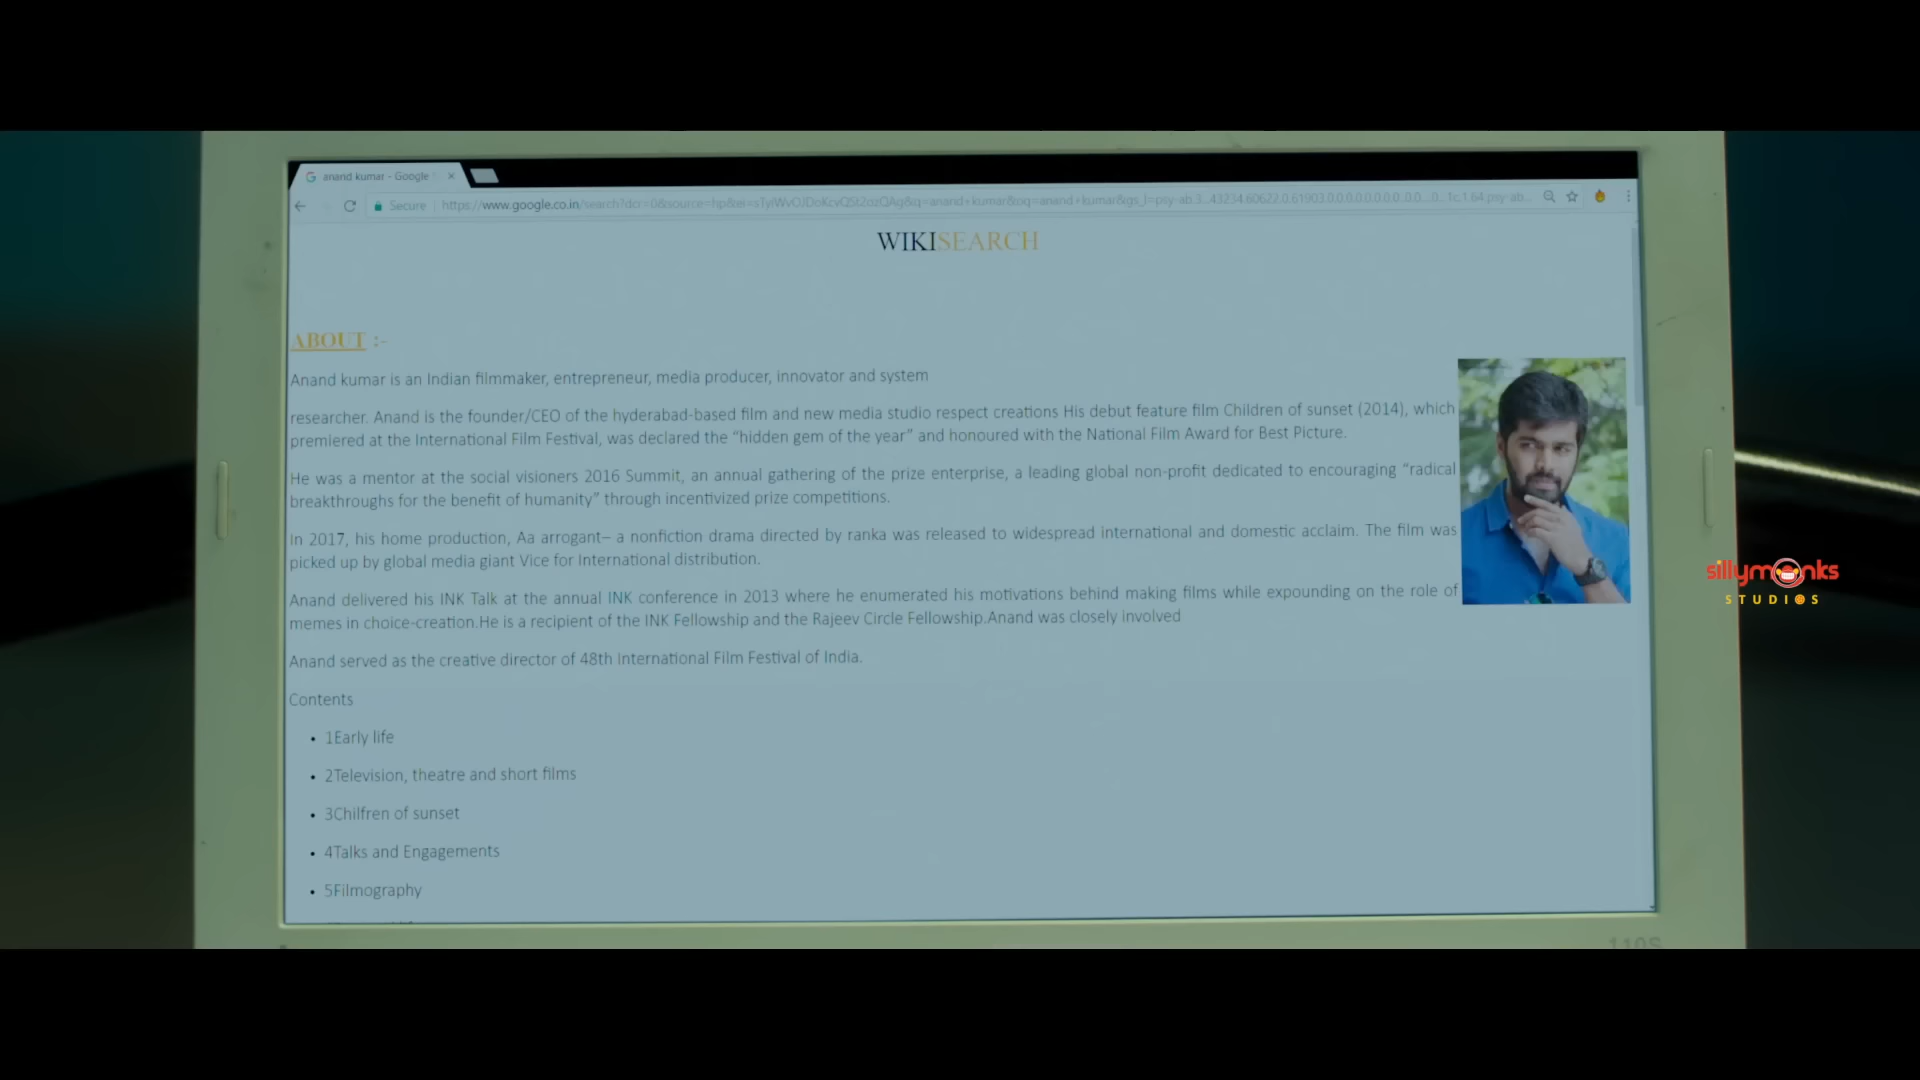 anand kumar - Google
Secure
WIKISEARCH
ABOUT :-
Anand kumar is an Indian filmmaker, entrepreneur, media producer, innovator and system
researcher. Anand is the founder/CEO of the hyderabad-based film and new media studio respect creations His debut feature film Children of sunset (2014), which
premiered at the International Film Festival, was declared the “hidden gem of the year” and honoured with the National Film Award for Best Picture.
He was a mentor at the social visioners 2016 Summit, an annual gathering of the prize enterprise, a leading global non-profit dedicated to encouraging “radical
breakthroughs for the benefit of humanity” through incentivized prize competitions.
In 2017, his home production, Aa arrogant– a nonfiction drama directed by ranka was released to widespread international and domestic acclaim. The film was
picked up by global media giant Vice for International distribution.
Anand delivered his INK Talk at the annual INK conference in 2013 where he enumerated his motivations behind making films while expounding on the role of
memes in choice-creation.He is a recipient of the INK Fellowship and the Rajeev Circle Fellowship.Anand was closely involved
Anand served as the creative director of 48th International Film Festival of India.
Contents
• 1Early life
• 2Television, theatre and short films
• 3Chilfren of sunset
• 4Talks and Engagements
• 5Filmography
sillymonks
STUDIOS
110S